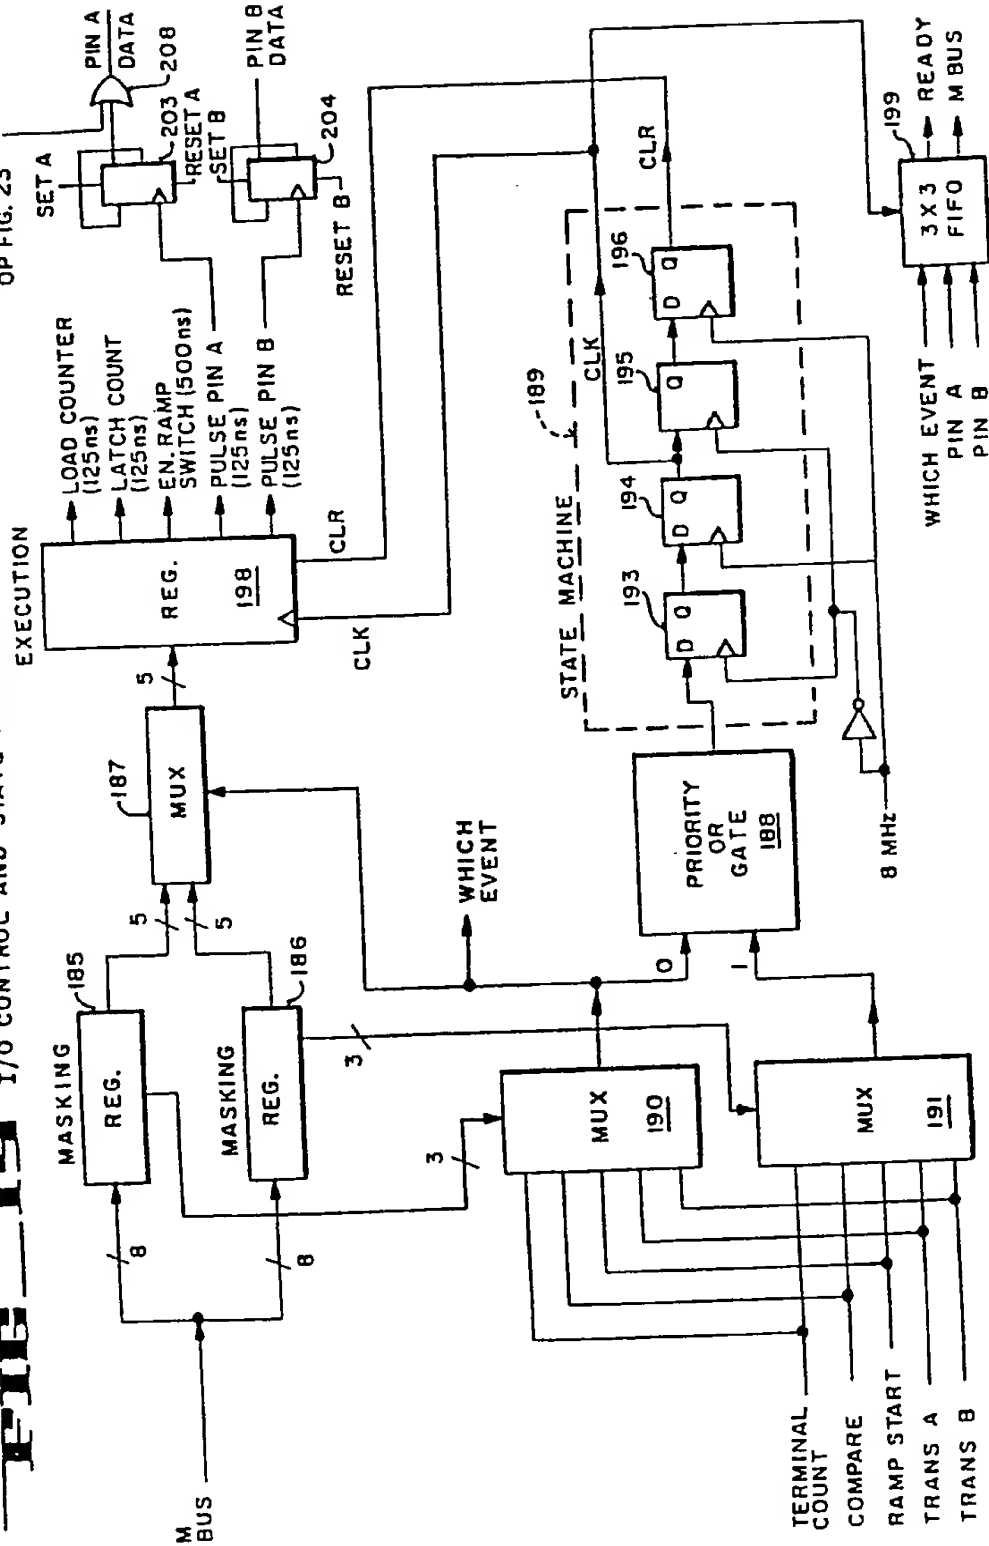 I/O CONTROL AND STATE
OP FIG. 23
M
BUS
8
8
MASKING
REG.
185
MASKING
REG.
186
5
5
3
3
187
MUX
5
EXECUTION
REG.
198
CLK
CLR
LOAD COUNTER
(125ns)
LATCH COUNT
(125ns)
EN. RAMP
SWITCH (500ns)
PULSE PIN A
(125ns)
PULSE PIN B
(125ns)
SET A
203
RESET A
208
PIN A
DATA
SET B
204
RESET B
PIN B
DATA
WHICH
EVENT
TERMINAL
COUNT
COMPARE
RAMP START
TRANS A
TRANS B
MUX
190
MUX
191
0
1
PRIORITY
OR
GATE
188
8 MHz
STATE MACHINE
189
193
D Q
194
D Q
195
Q
196
D Q
CLK
CLR
WHICH EVENT
PIN A
PIN B
199
3 X 3
FIFO
READY
M BUS